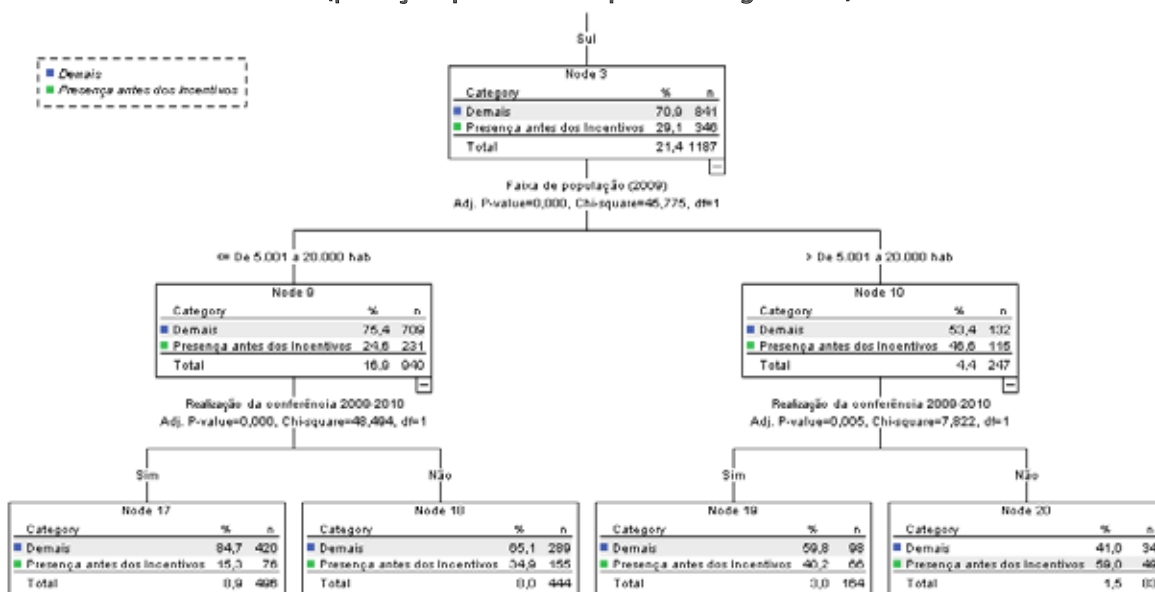 Sul
Demais
Presença antes dos Incentivos
Node 3
Category % n
Demais 70,9 841
Presença antes dos Incentivos 29,1 346
Total 21,4 1187
Faixa de população (2009)
Adj. P-value=0,000, Chi-square=45,775, df=1
<= De 5.001 a 20.000 hab
> De 5.001 a 20.000 hab
Node 9
Category % n
Demais 75,4 709
Presença antes dos Incentivos 24,6 231
Total 16,9 940
Node 10
Category % n
Demais 53,4 132
Presença antes dos Incentivos 46,6 115
Total 4,4 247
Realização da conferência 2009-2010
Adj. P-value=0,000, Chi-square=48,494, df=1
Realização da conferência 2009-2010
Adj. P-value=0,005, Chi-square=7,822, df=1
Sim
Não
Sim
Não
Node 17
Category % n
Demais 84,7 420
Presença antes dos Incentivos 15,3 76
Total 8,9 496
Node 18
Category % n
Demais 65,1 289
Presença antes dos Incentivos 34,9 155
Total 8,0 444
Node 19
Category % n
Demais 59,8 98
Presença antes dos Incentivos 40,2 66
Total 3,0 164
Node 20
Category % n
Demais 41,0 34
Presença antes dos Incentivos 59,0 49
Total 1,5 83